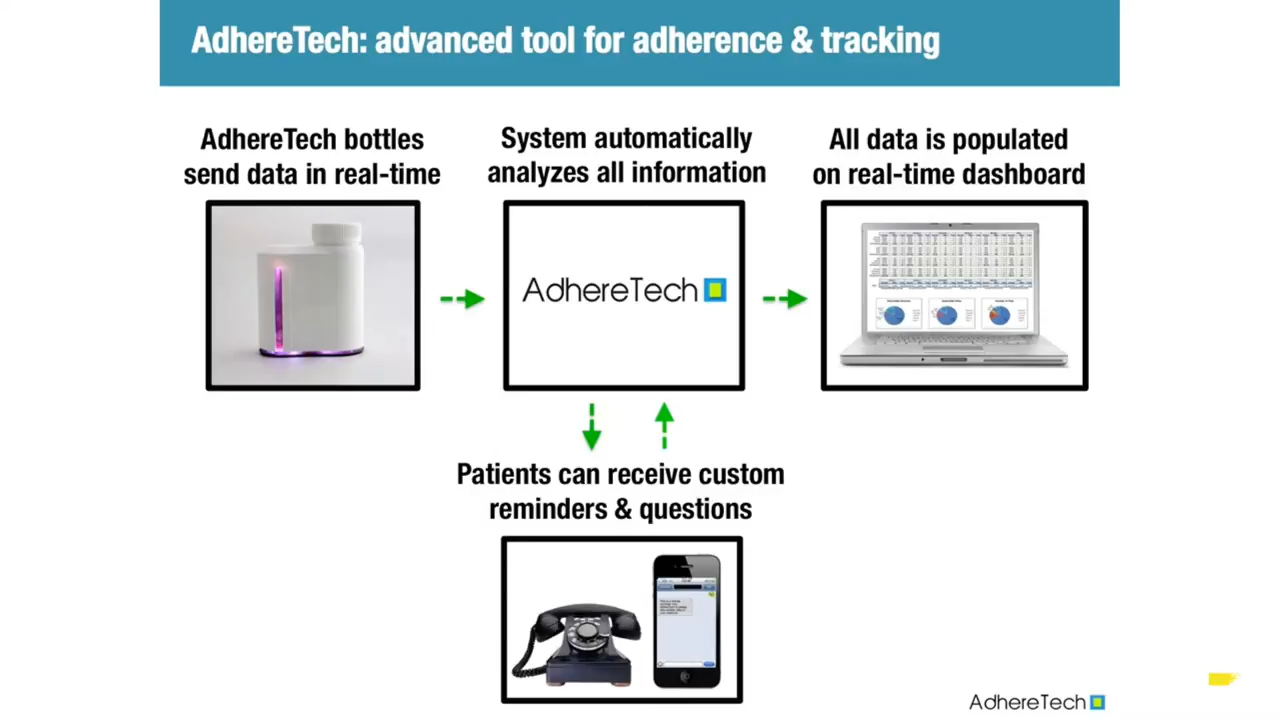 AdhereTech: advanced tool for adherence & tracking
AdhereTech bottles
send data in real-time
System automatically
analyzes all information
All data is populated
on real-time dashboard
AdhereTech
Patients can receive custom
reminders & questions
AdhereTech